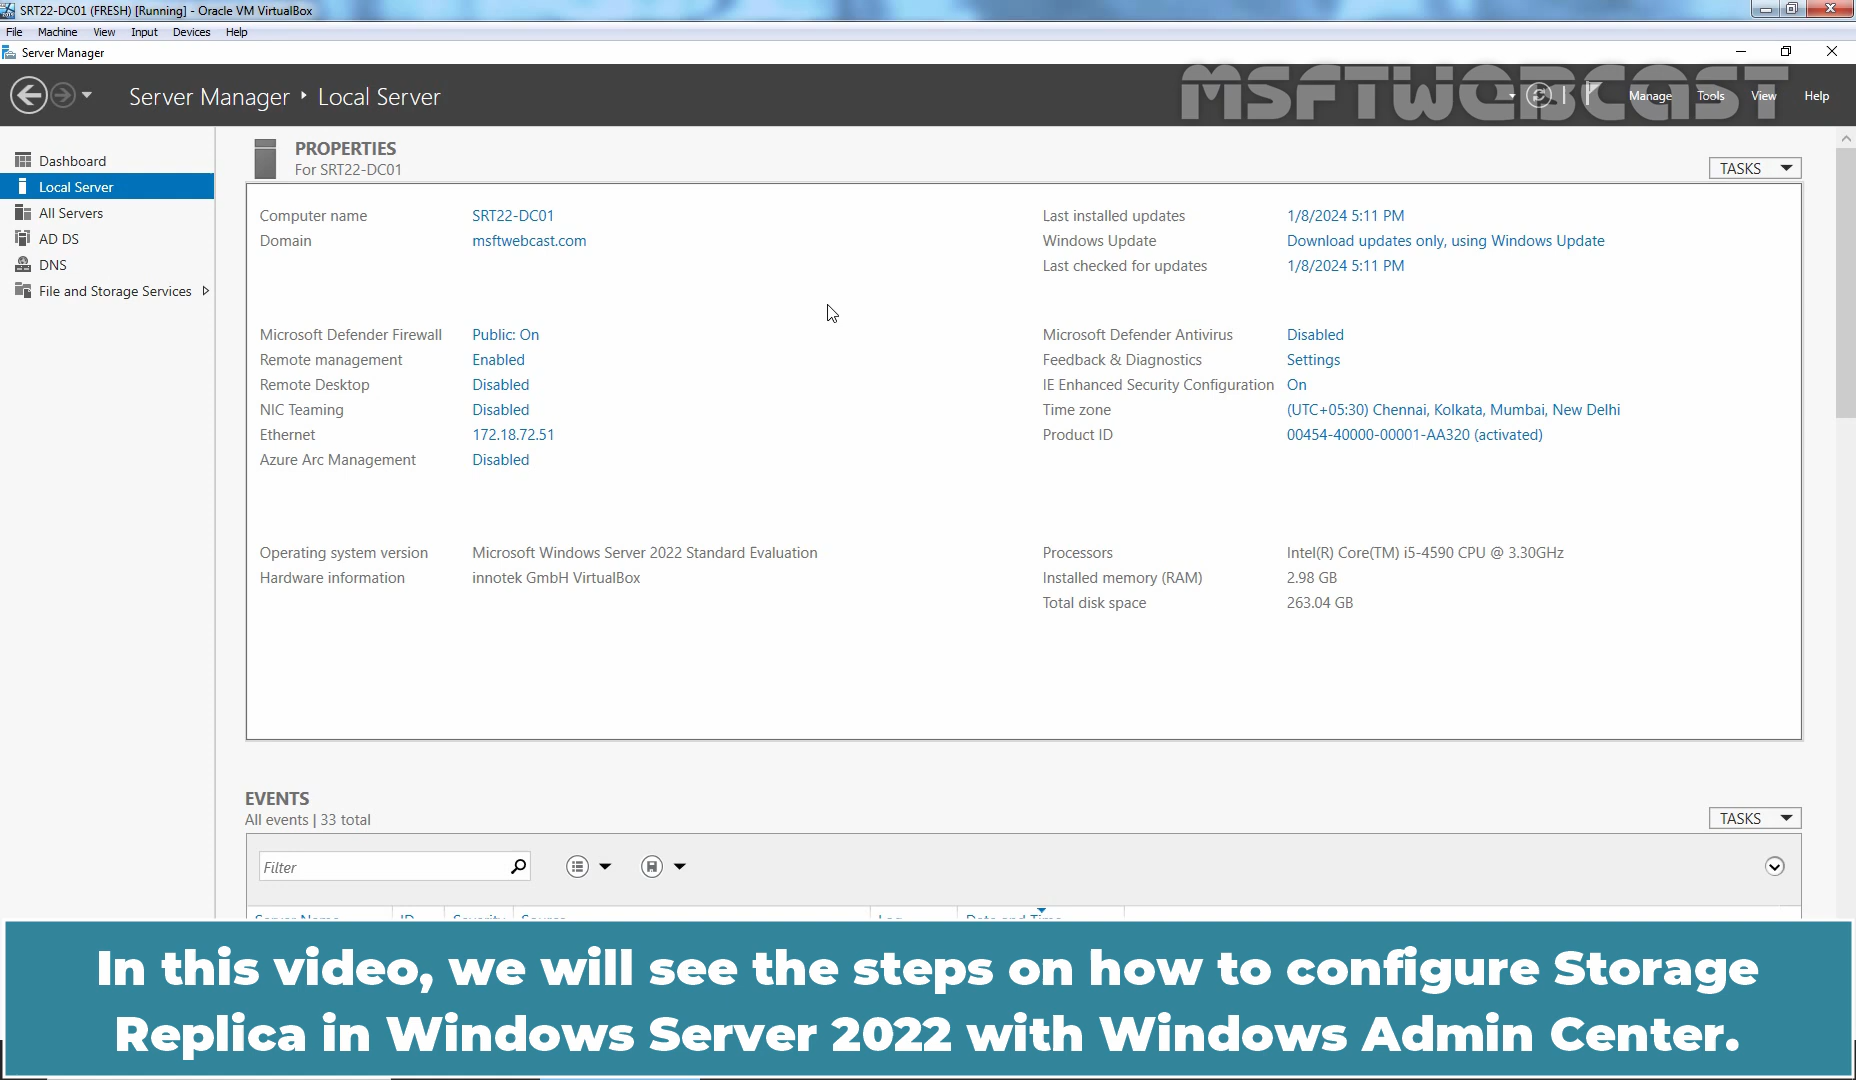 SRT22-DC01 (FRESH) [Running] - Oracle VM VirtualBox
File Machine View Input Devices Help
Server Manager
Server Manager ‣ Local Server
MSFTWEBCAST
Manage Tools View Help
Dashboard
Local Server
All Servers
AD DS
DNS
File and Storage Services
PROPERTIES
For SRT22-DC01
TASKS
Computer name SRT22-DC01
Domain msftwebcast.com
Last installed updates 1/8/2024 5:11 PM
Windows Update Download updates only, using Windows Update
Last checked for updates 1/8/2024 5:11 PM
Microsoft Defender Firewall Public: On
Remote management Enabled
Remote Desktop Disabled
NIC Teaming Disabled
Ethernet 172.18.72.51
Azure Arc Management Disabled
Microsoft Defender Antivirus Disabled
Feedback & Diagnostics Settings
IE Enhanced Security Configuration On
Time zone (UTC+05:30) Chennai, Kolkata, Mumbai, New Delhi
Product ID 00454-40000-00001-AA320 (activated)
Operating system version Microsoft Windows Server 2022 Standard Evaluation
Hardware information innotek GmbH VirtualBox
Processors Intel(R) Core(TM) i5-4590 CPU @ 3.30GHz
Installed memory (RAM) 2.98 GB
Total disk space 263.04 GB
EVENTS
All events | 33 total
TASKS
Filter
Server Name ID Severity Source Log Date and Time
In this video, we will see the steps on how to configure Storage
Replica in Windows Server 2022 with Windows Admin Center.